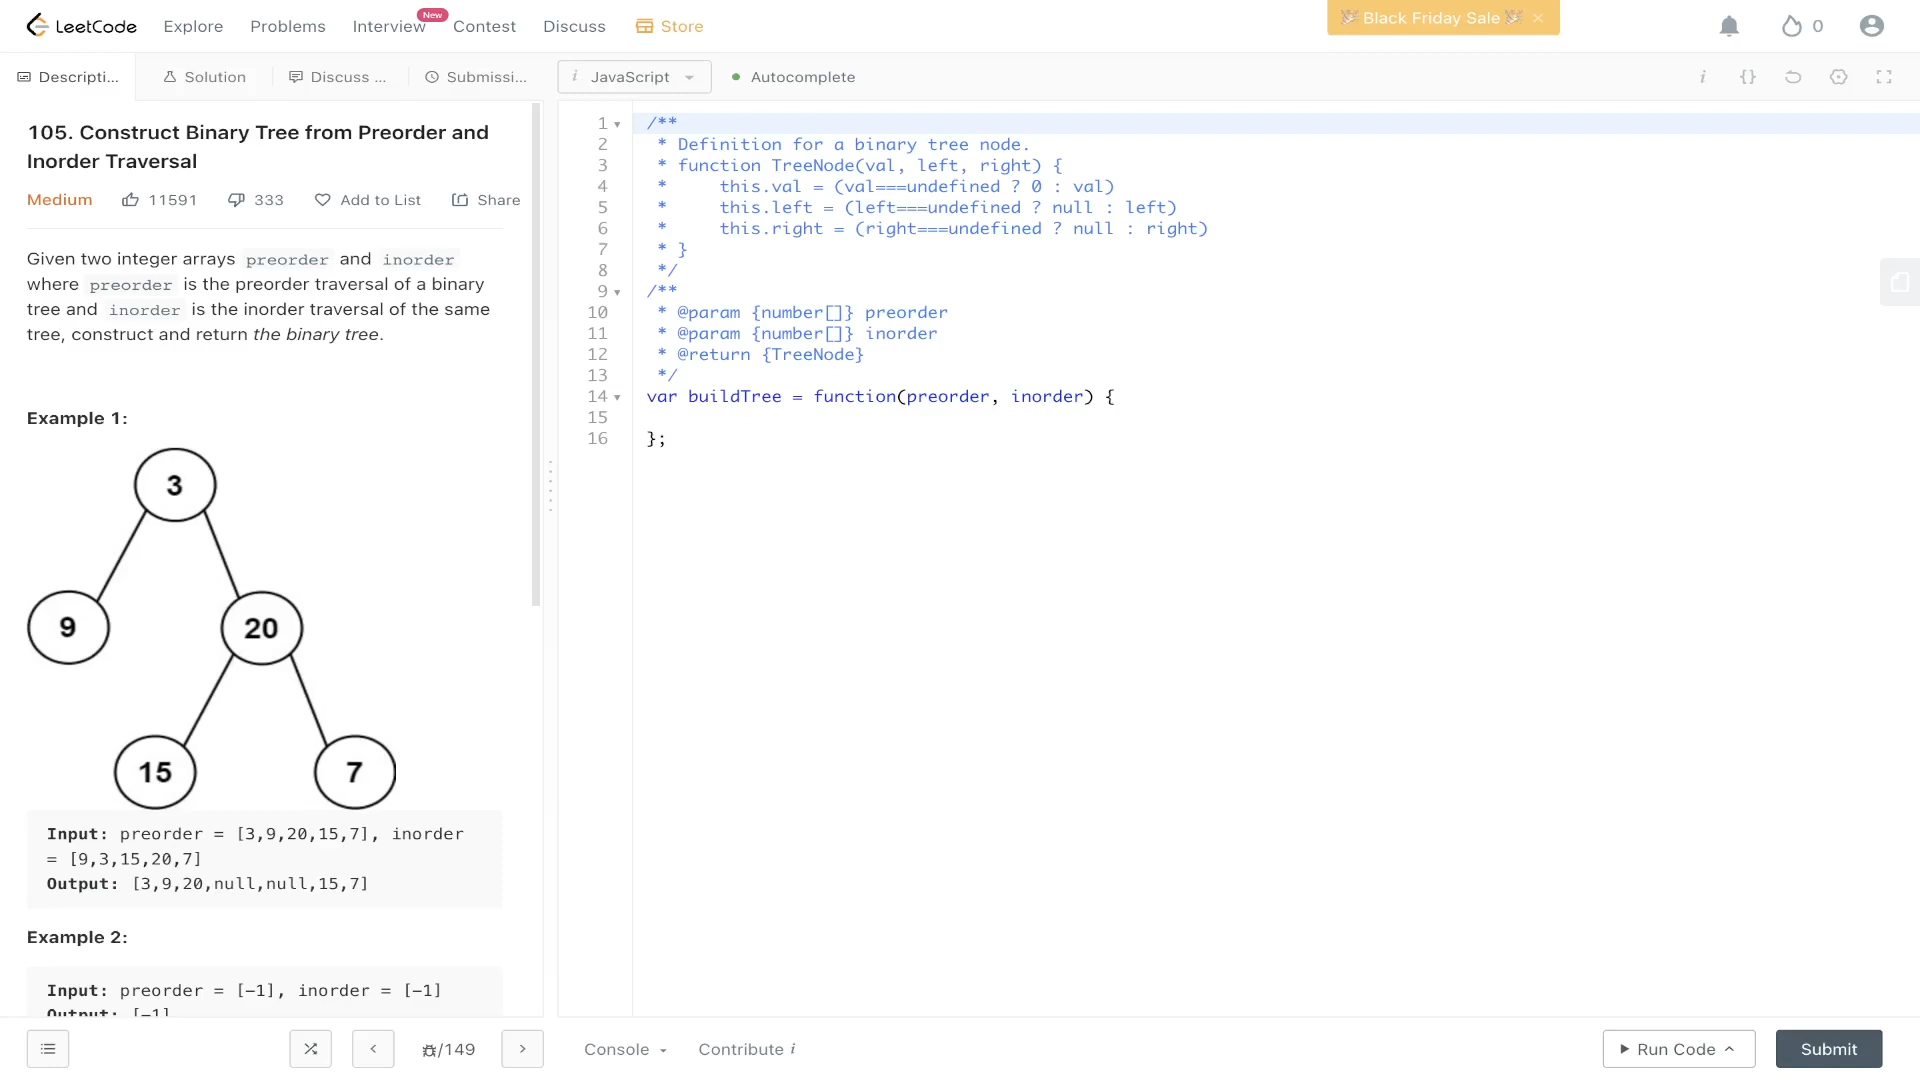 LeetCode Explore Problems Interview New Contest Discuss Store Black Friday Sale 0
Descripti... Solution Discuss ... Submissi...
105. Construct Binary Tree from Preorder and
Inorder Traversal
Medium 11591 333 Add to List Share
Given two integer arrays preorder and inorder
where preorder is the preorder traversal of a binary
tree and inorder is the inorder traversal of the same
tree, construct and return the binary tree.
Example 1:
3
9 20
15 7
Input: preorder = [3,9,20,15,7], inorder
= [9,3,15,20,7]
Output: [3,9,20,null,null,15,7]
Example 2:
Input: preorder = [-1], inorder = [-1]
Output: [-1]
i JavaScript Autocomplete i {}
1 /**
2 * Definition for a binary tree node.
3 * function TreeNode(val, left, right) {
4 *     this.val = (val===undefined ? 0 : val)
5 *     this.left = (left===undefined ? null : left)
6 *     this.right = (right===undefined ? null : right)
7 * }
8 */
9 /**
10 * @param {number[]} preorder
11 * @param {number[]} inorder
12 * @return {TreeNode}
13 */
14 var buildTree = function(preorder, inorder) {
15
16 };
< /149 > Console Contribute i Run Code Submit